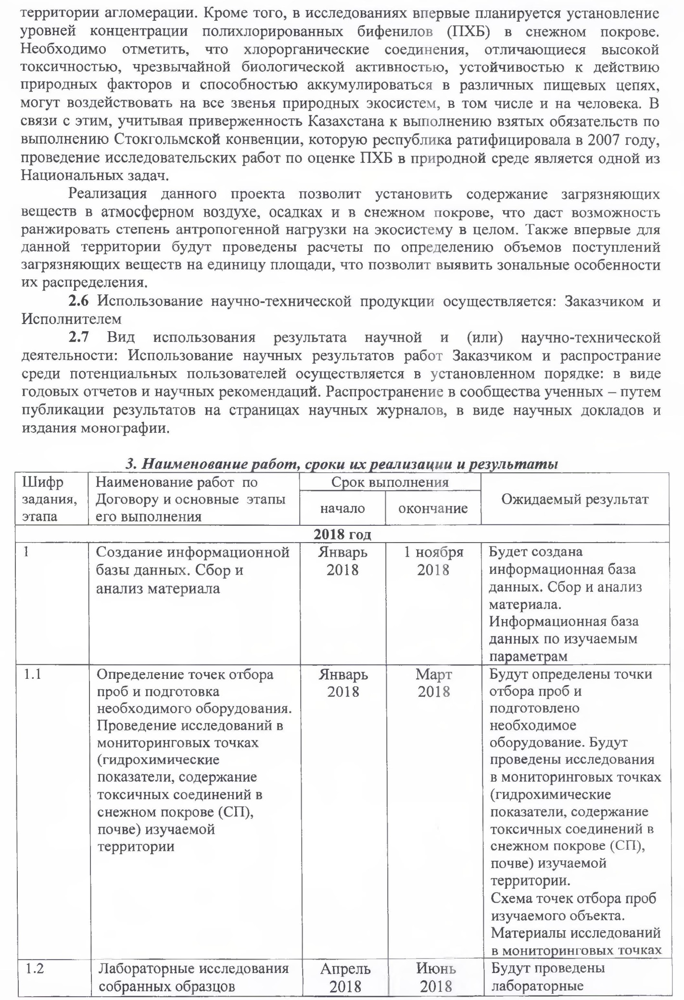 территории агломерации. Кроме того, в исследованиях впервые планируется установление
уровней концентрации полихлорированных бифенилов (ПХБ) в снежном покрове.
Необходимо отметить, что хлорорганические соединения, отличающиеся высокой
токсичностью, чрезвычайной биологической активностью, устойчивостью к действию
природных факторов и способностью аккумулироваться в различных пищевых цепях,
могут воздействовать на все звенья природных экосистем, в том числе и на человека. В
связи с этим, учитывая приверженность Казахстана к выполнению взятых обязательств по
выполнению Стокгольмской конвенции, которую республика ратифицировала в 2007 году,
проведение исследовательских работ по оценке ПХБ в природной среде является одной из
Национальных задач.
Реализация данного проекта позволит установить содержание загрязняющих
веществ в атмосферном воздухе, осадках и в снежном покрове, что даст возможность
ранжировать степень антропогенной нагрузки на экосистему в целом. Также впервые для
данной территории будут проведены расчеты по определению объемов поступлений
загрязняющих веществ на единицу площади, что позволит выявить зональные особенности
их распределения.
2.6 Использование научно-технической продукции осуществляется: Заказчиком и
Исполнителем
2.7 Вид использования результата научной и (или) научно-технической
деятельности: Использование научных результатов работ Заказчиком и распространие
среди потенциальных пользователей осуществляется в установленном порядке: в виде
годовых отчетов и научных рекомендаций. Распространение в сообщества ученных – путем
публикации результатов на страницах научных журналов, в виде научных докладов и
издания монографии.
3. Наименование работ, сроки их реализации и результаты
Шифр
задания,
этапа
Наименование работ по
Договору и основные этапы
его выполнения
Срок выполнения
начало
окончание
Ожидаемый результат
2018 год
1
Создание информационной
базы данных. Сбор и
анализ материала
Январь
2018
1 ноября
2018
Будет создана
информационная база
данных. Сбор и анализ
материала.
Информационная база
данных по изучаемым
параметрам
1.1
Определение точек отбора
проб и подготовка
необходимого оборудования.
Проведение исследований в
мониторинговых точках
(гидрохимические
показатели, содержание
токсичных соединений в
снежном покрове (СП),
почве) изучаемой
территории
Январь
2018
Март
2018
Будут определены точки
отбора проб и
подготовлено
необходимое
оборудование. Будут
проведены исследования
в мониторинговых точках
(гидрохимические
показатели, содержание
токсичных соединений в
снежном покрове (СП),
почве) изучаемой
территории.
Схема точек отбора проб
изучаемого объекта.
Материалы исследований
в мониторинговых точках
1.2
Лабораторные исследования
собранных образцов
Апрель
2018
Июнь
2018
Будут проведены
лабораторные